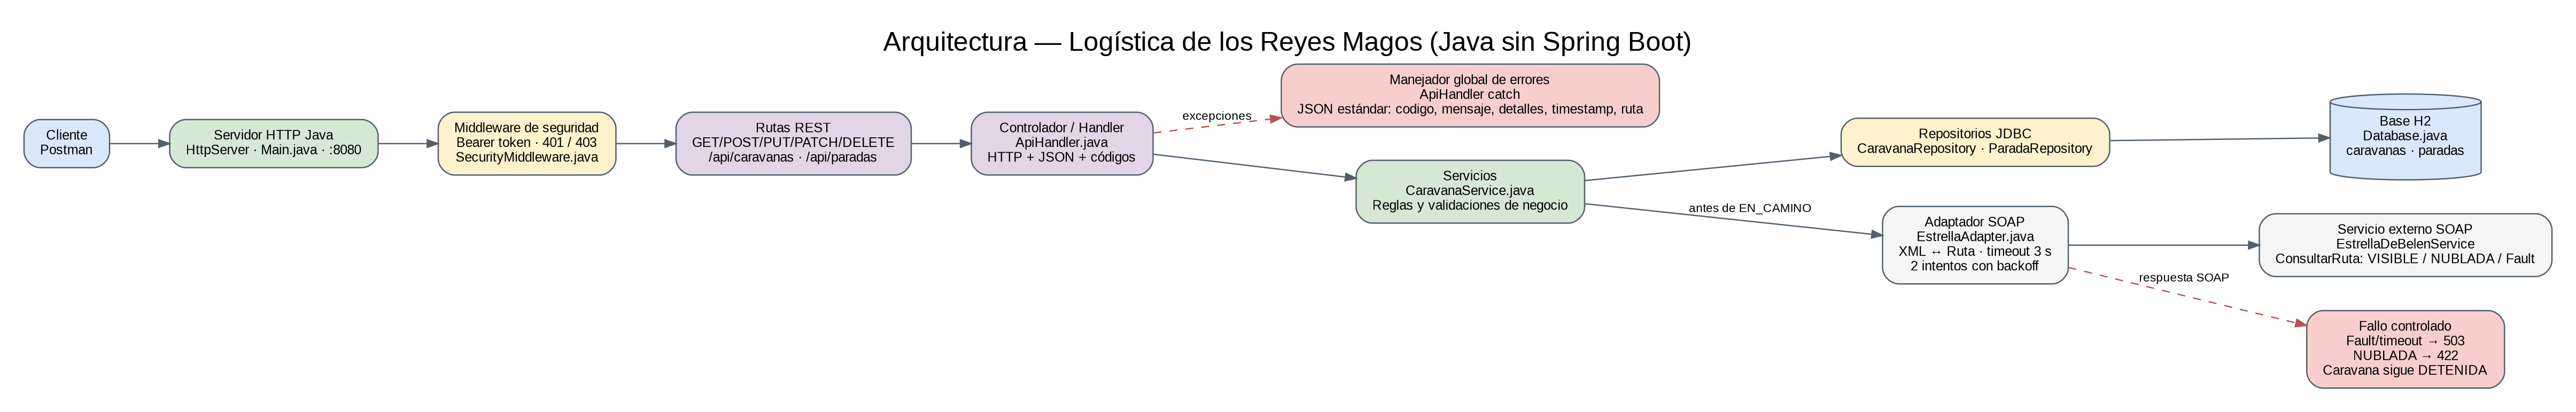 Arquitectura — Logística de los Reyes Magos (Java sin Spring Boot)
Cliente
Postman
Servidor HTTP Java
HttpServer · Main.java · :8080
Middleware de seguridad
Bearer token · 401 / 403
SecurityMiddleware.java
Rutas REST
GET/POST/PUT/PATCH/DELETE
/api/caravanas · /api/paradas
Controlador / Handler
ApiHandler.java
HTTP + JSON + códigos
excepciones
Manejador global de errores
ApiHandler catch
JSON estándar: codigo, mensaje, detalles, timestamp, ruta
Servicios
CaravanaService.java
Reglas y validaciones de negocio
Repositorios JDBC
CaravanaRepository · ParadaRepository
Base H2
Database.java
caravanas · paradas
antes de EN_CAMINO
Adaptador SOAP
EstrellaAdapter.java
XML ↔ Ruta · timeout 3 s
2 intentos con backoff
Servicio externo SOAP
EstrellaDeBelenService
ConsultarRuta: VISIBLE / NUBLADA / Fault
respuesta SOAP
Fallo controlado
Fault/timeout → 503
NUBLADA → 422
Caravana sigue DETENIDA